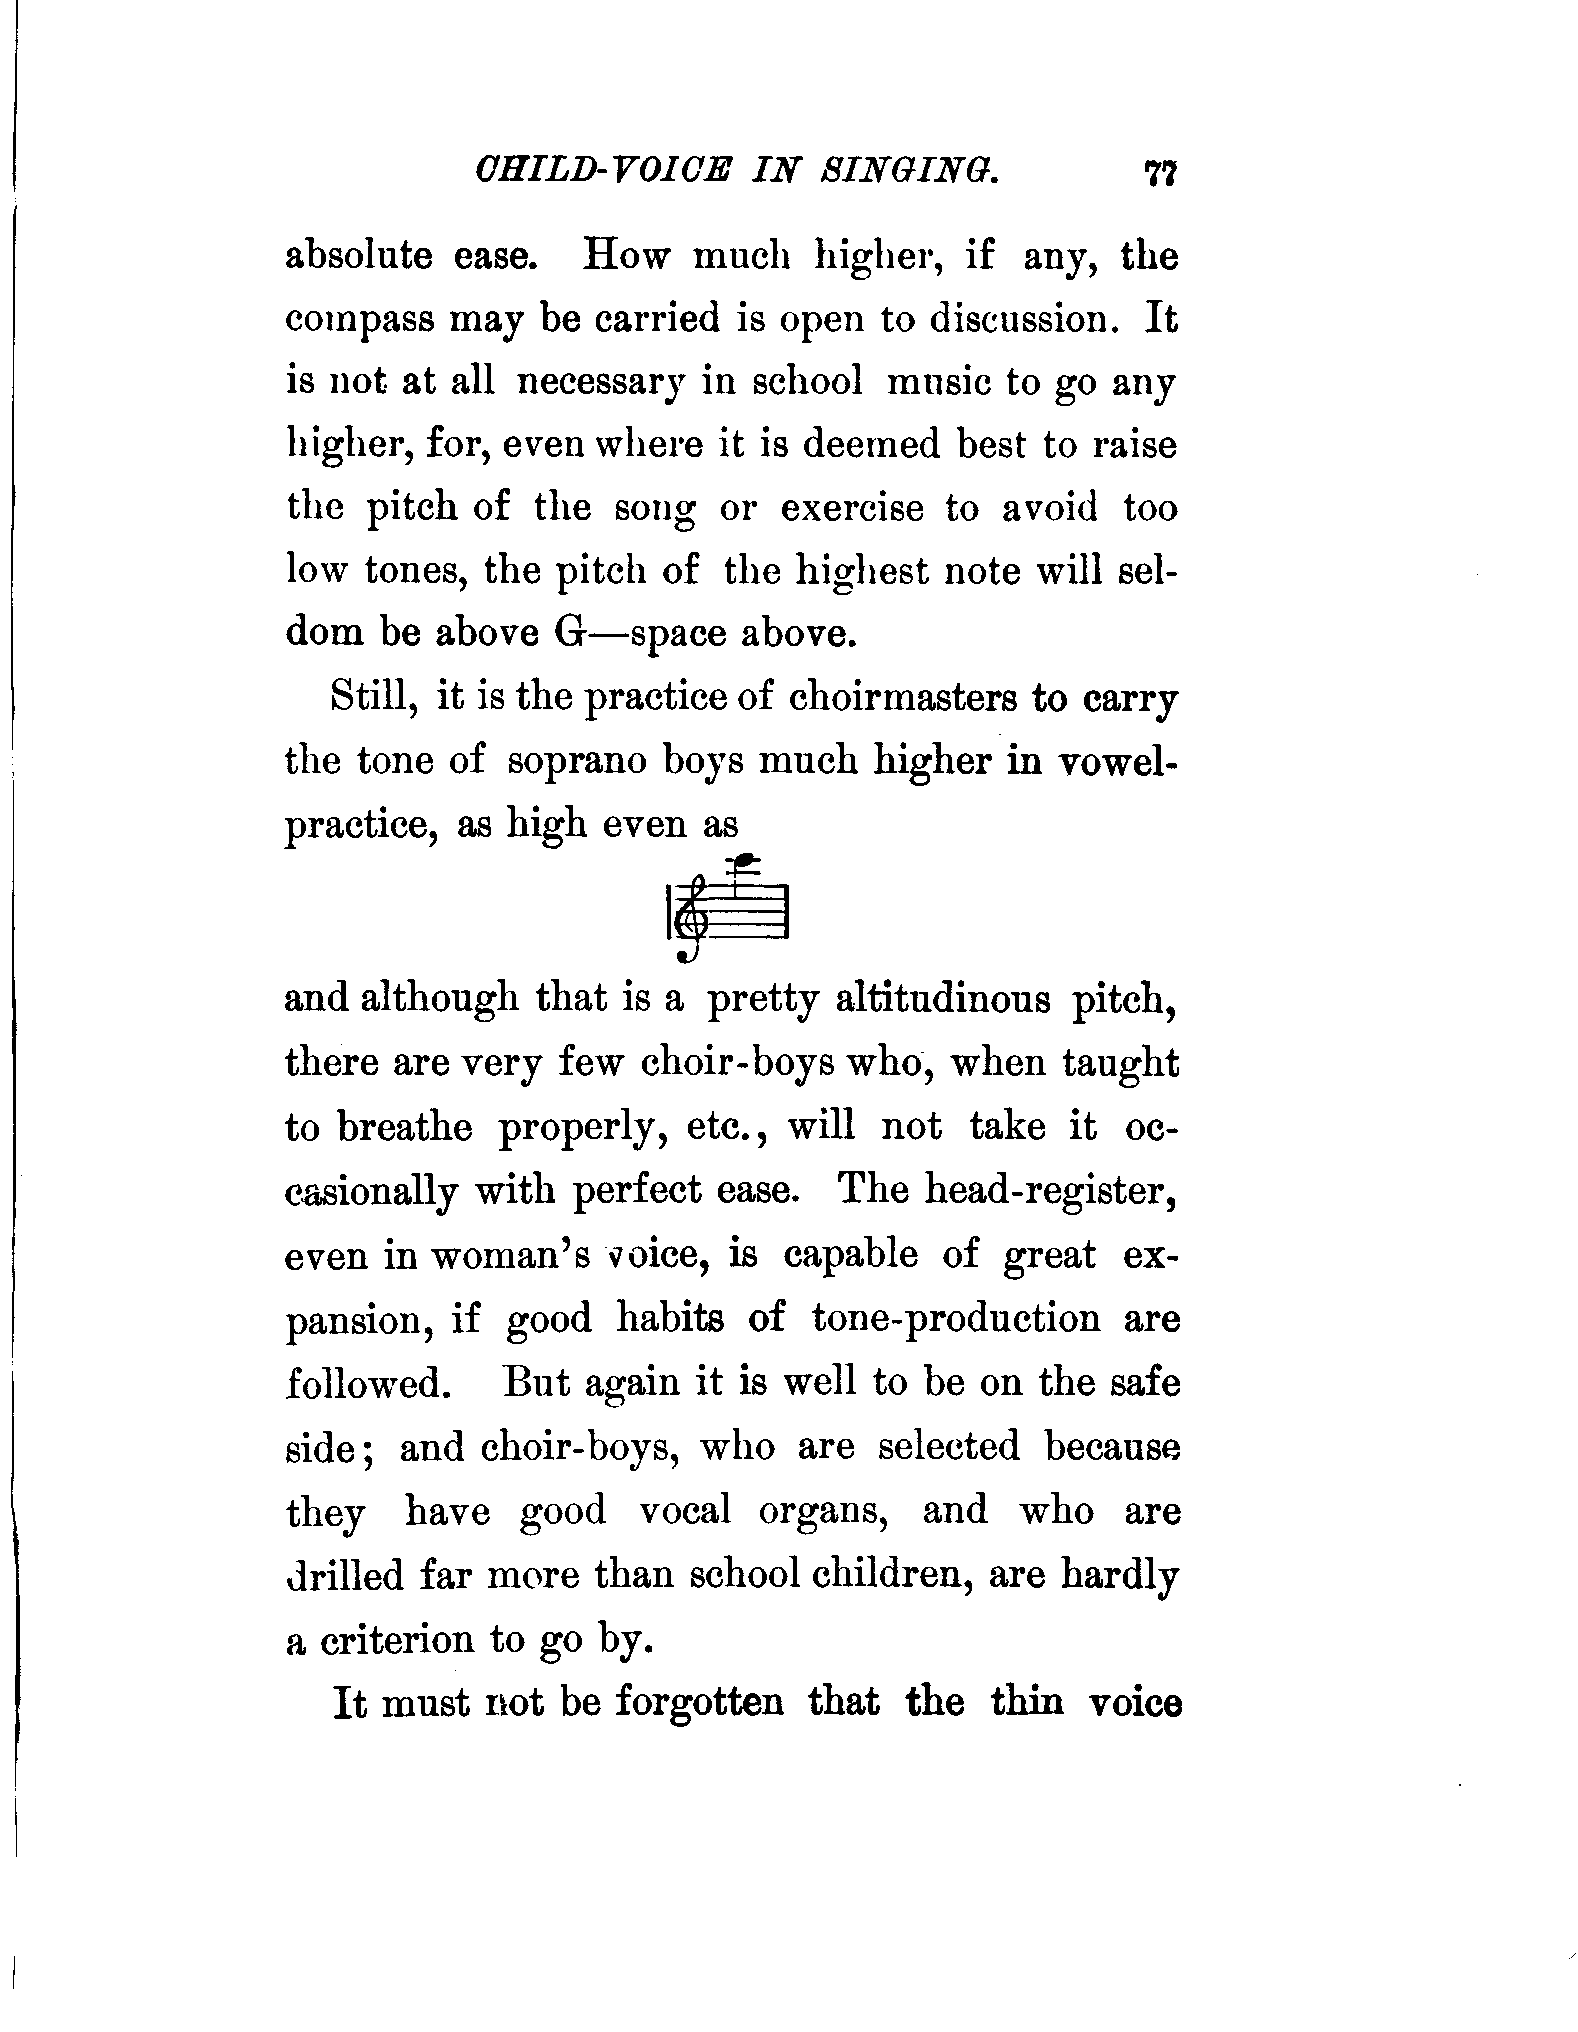 CHILD-VOICE IN SINGING. 77
absolute ease. How much higher, if any, the
compass may be carried is open to discussion. It
is not at all necessary in school music to go any
higher, for, even where it is deemed best to raise
the pitch of the song or exercise to avoid too
low tones, the pitch of the highest note will sel-
dom be above G—space above.
Still, it is the practice of choirmasters to carry
the tone of soprano boys much higher in vowel-
practice, as high even as
and although that is a pretty altitudinous pitch,
there are very few choir-boys who, when taught
to breathe properly, etc., will not take it oc-
casionally with perfect ease. The head-register,
even in woman's voice, is capable of great ex-
pansion, if good habits of tone-production are
followed. But again it is well to be on the safe
side; and choir-boys, who are selected because
they have good vocal organs, and who are
drilled far more than school children, are hardly
a criterion to go by.
It must not be forgotten that the thin voice